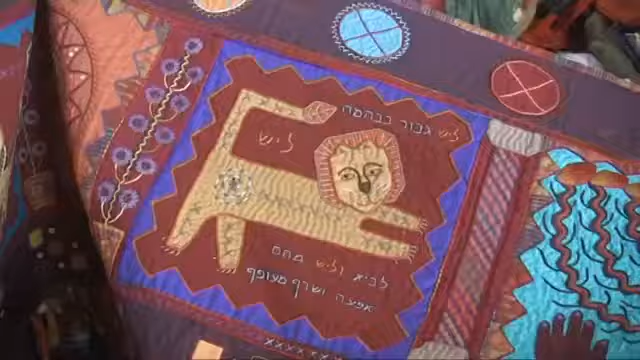 ליש גבור בבהמה
ליש
לביא וליש מהם
אפעה ושרף מעופף